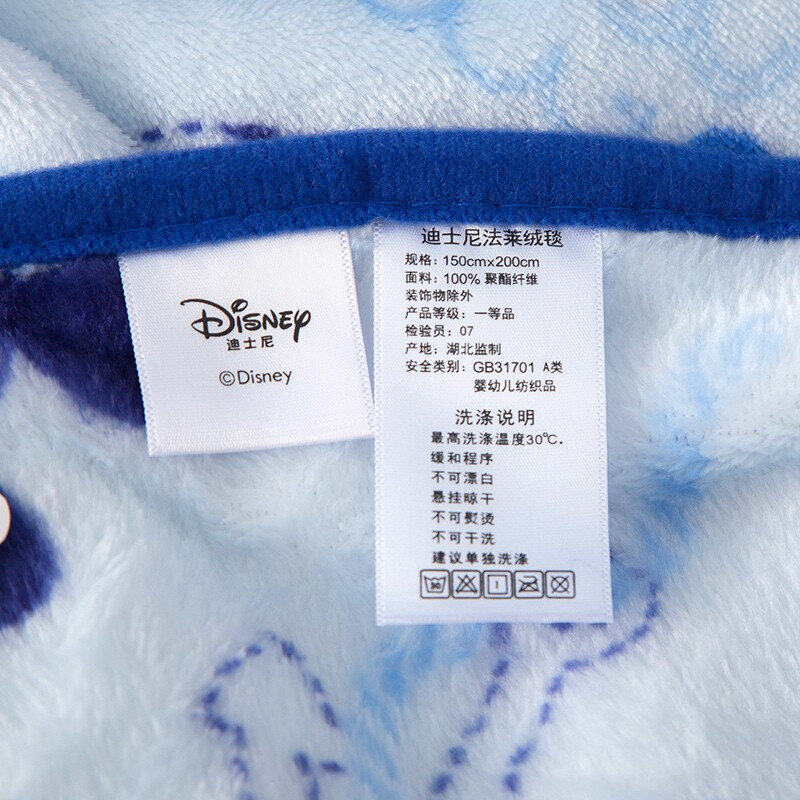 Disney
迪士尼
©Disney
迪士尼法莱绒毯
规格: 150cmx200cm
面料: 100% 聚酯纤维
装饰物除外
产品等级: 一等品
检验员: 07
产地: 湖北监制
安全类别: GB31701 A类
婴幼儿纺织品
洗涤说明
最高洗涤温度30℃.
缓和程序
不可漂白
悬挂晾干
不可熨烫
不可干洗
建议单独洗涤
30